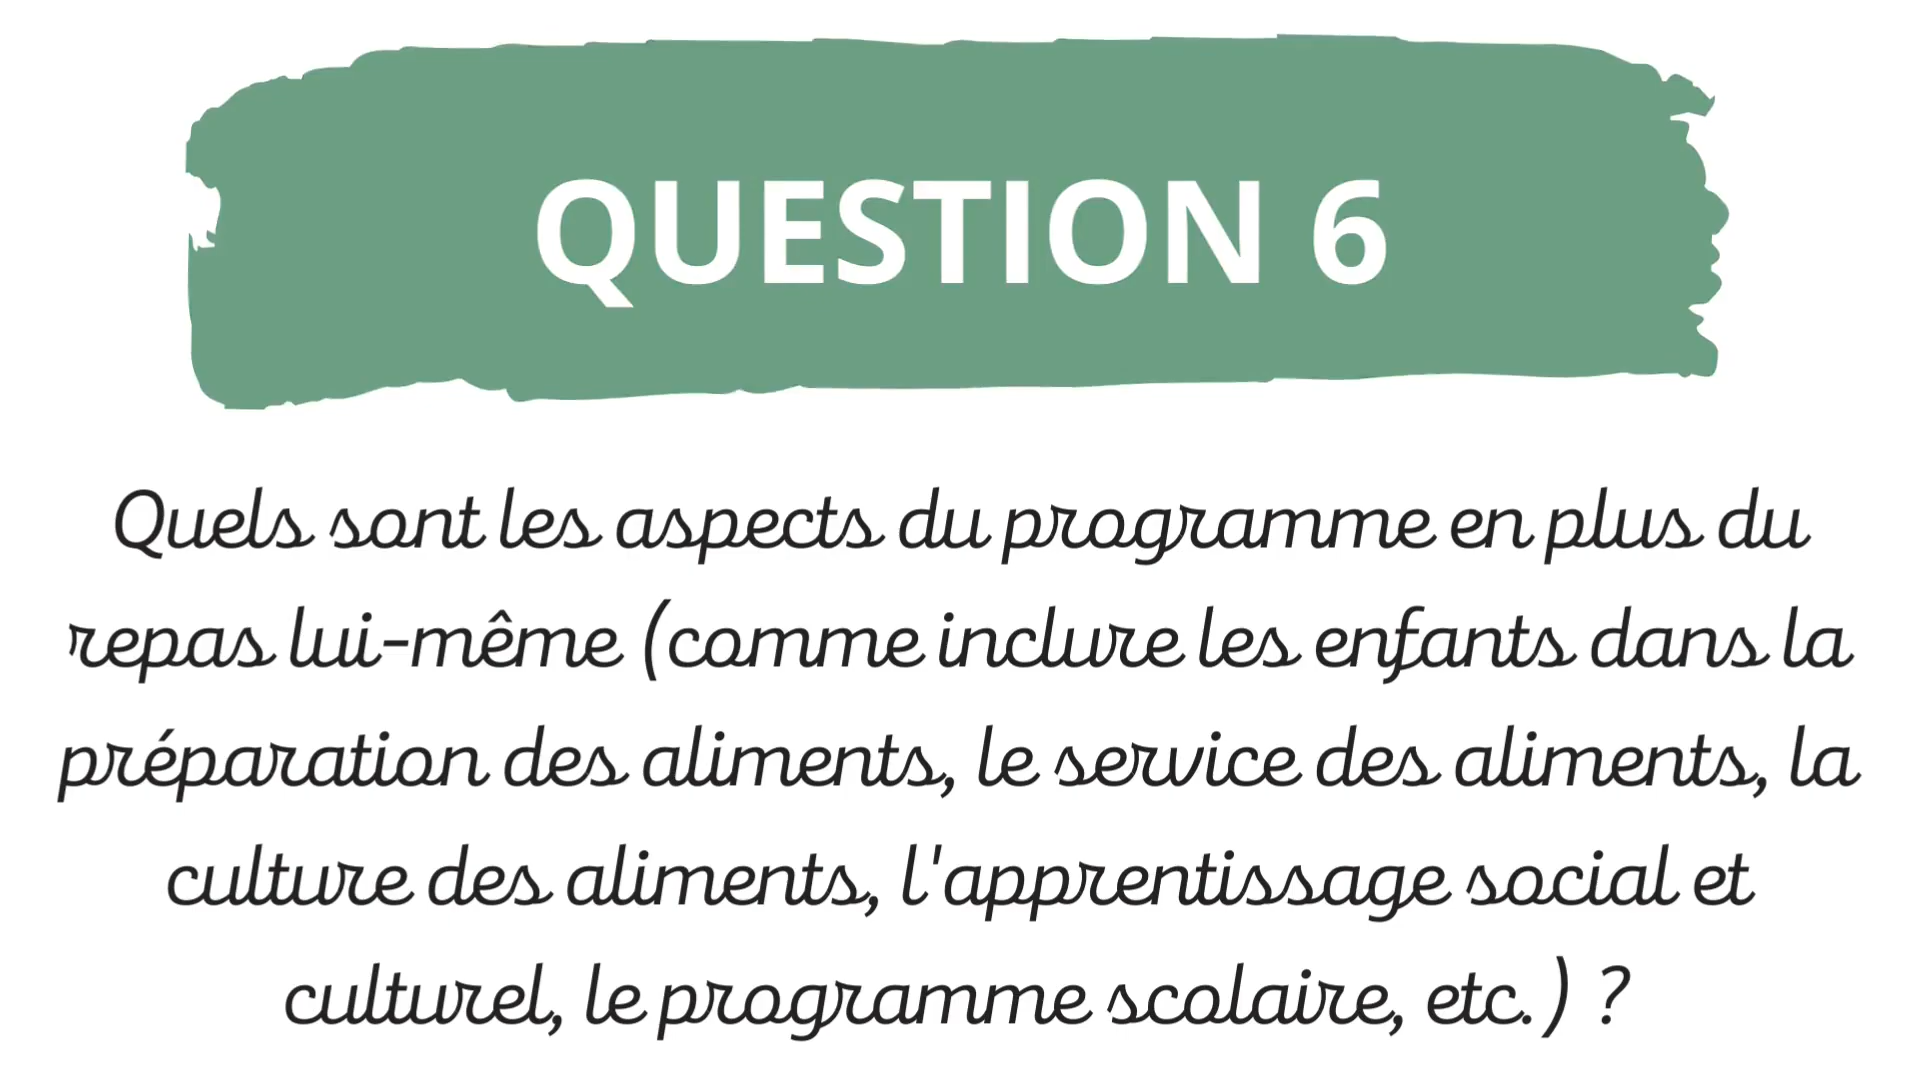 QUESTION 6
Quels sont les aspects du programme en plus du
repas lui-même (comme inclure les enfants dans la
préparation des aliments, le service des aliments, la
culture des aliments, l'apprentissage social et
culturel, le programme scolaire, etc.) ?